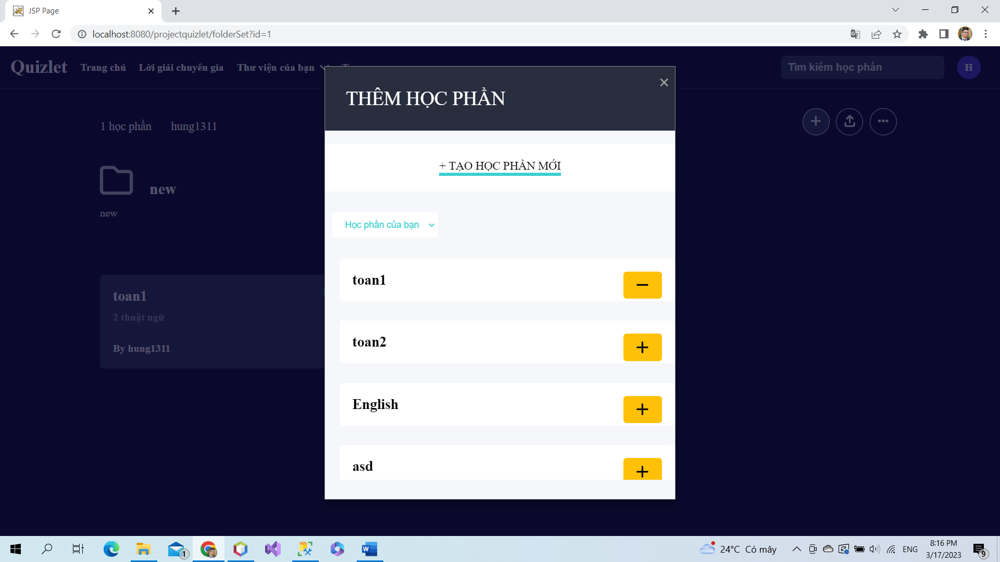 JSP Page
localhost:8080/projectquizlet/folderSet?id=1
Quizlet Trang chủ Lời giải chuyên gia Thư viện của bạn
Tìm kiếm học phần
H
THÊM HỌC PHẦN
1 học phần hung1311
+ TẠO HỌC PHẦN MỚI
new
new
Học phần của bạn
toan1
2 thuật ngữ
By hung1311
toan1
toan2
English
asd
1
24°C Có mây
ENG
8:16 PM
3/17/2023
9